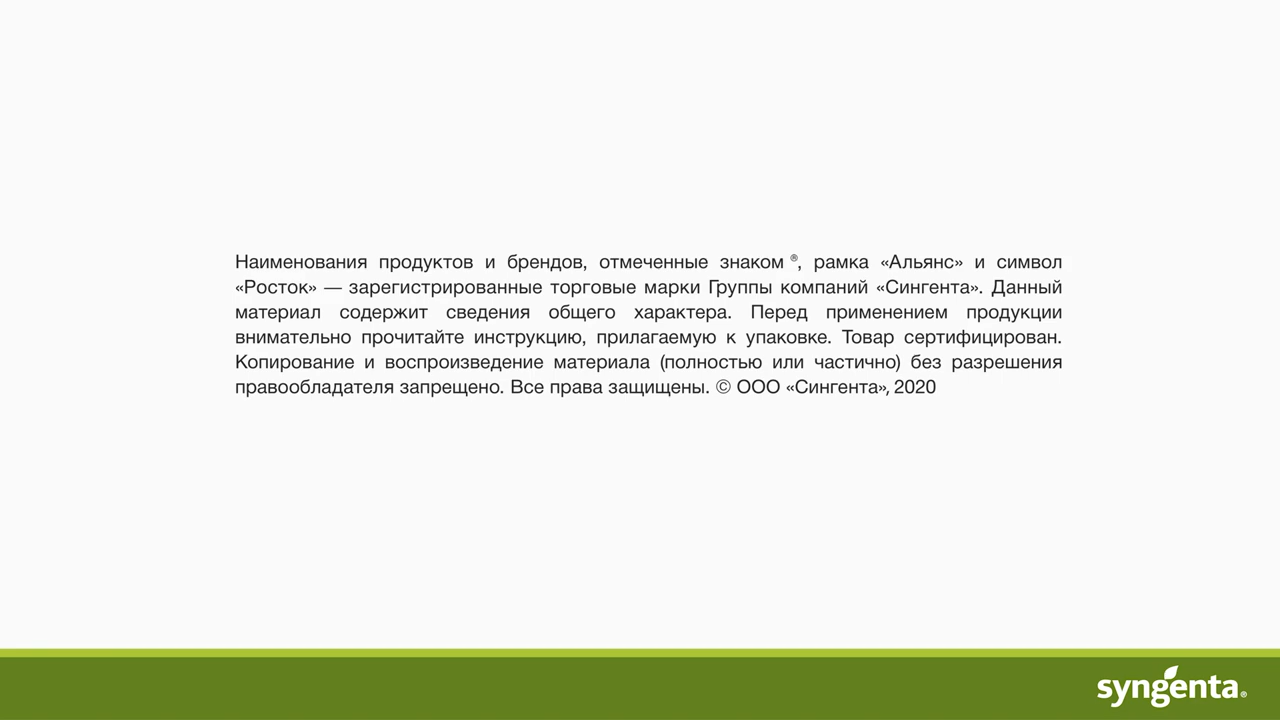 Наименования продуктов и брендов, отмеченные знаком ®, рамка «Альянс» и символ
«Росток» — зарегистрированные торговые марки Группы компаний «Сингента». Данный
материал содержит сведения общего характера. Перед применением продукции
внимательно прочитайте инструкцию, прилагаемую к упаковке. Товар сертифицирован.
Копирование и воспроизведение материала (полностью или частично) без разрешения
правообладателя запрещено. Все права защищены. © ООО «Сингента», 2020
syngenta®